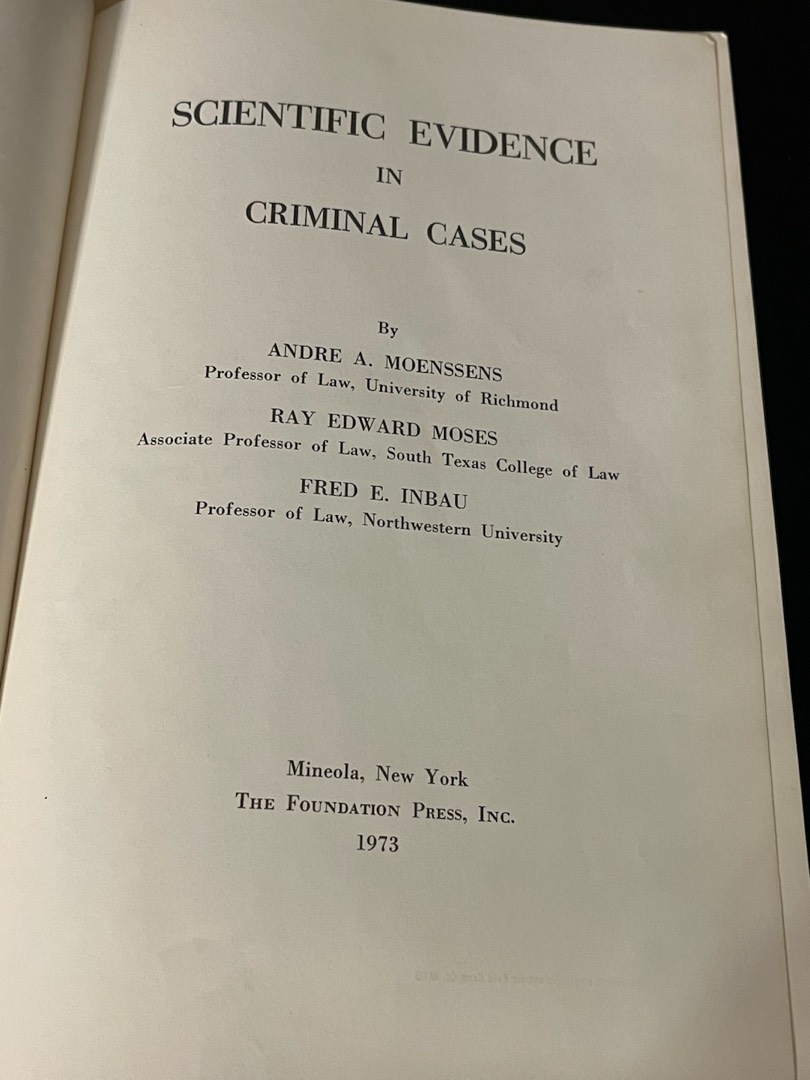 SCIENTIFIC EVIDENCE
IN
CRIMINAL CASES
By
ANDRE A. MOENSSENS
Professor of Law, University of Richmond
RAY EDWARD MOSES
Associate Professor of Law, South Texas College of Law
FRED E. INBAU
Professor of Law, Northwestern University
Mineola, New York
THE FOUNDATION PRESS, INC.
1973